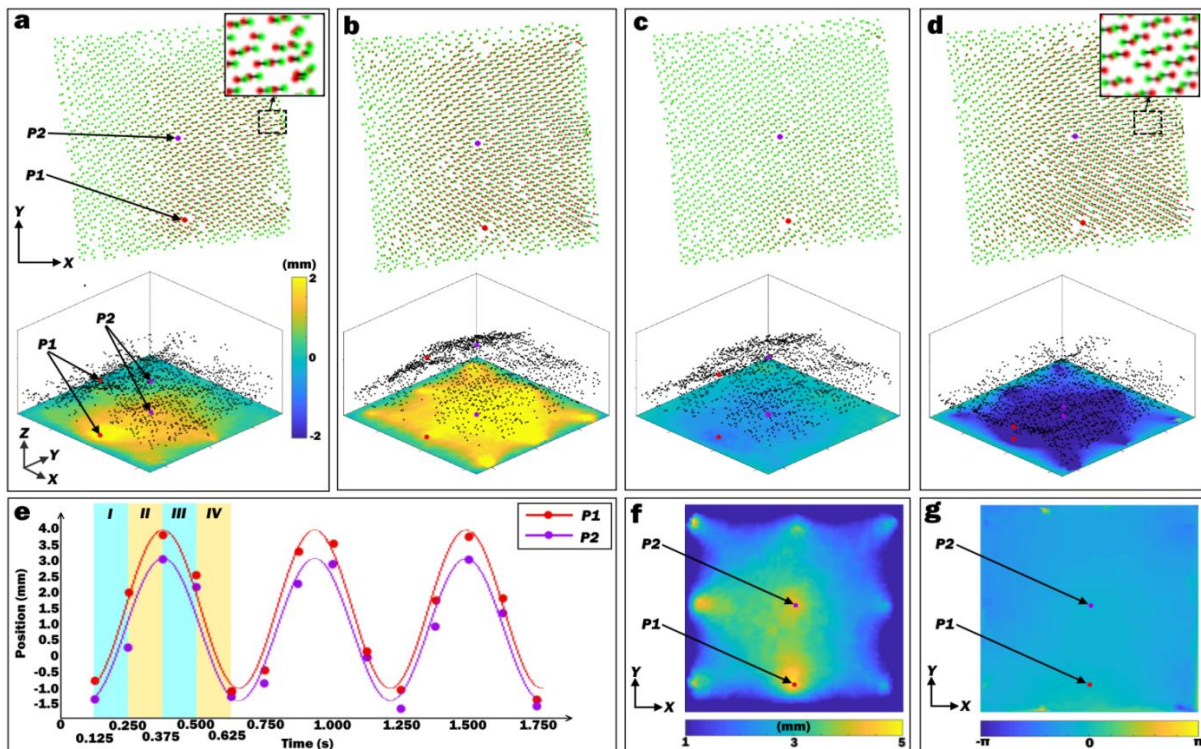 a
P2
P1
Y
X
(mm)
2
0
-2
P2
P1
Z
Y
X
b
c
d
e
I
II
III
IV
P1
P2
Position (mm)
4.0
3.5
3.0
2.5
2.0
1.5
1.0
0.5
-0.5
-1.0
-1.5
0
0.125
0.250
0.375
0.500
0.625
0.750
1.000
1.250
1.500
1.750
Time (s)
f
P2
P1
Y
X
(mm)
1
3
5
g
P2
P1
Y
X
-π
0
π